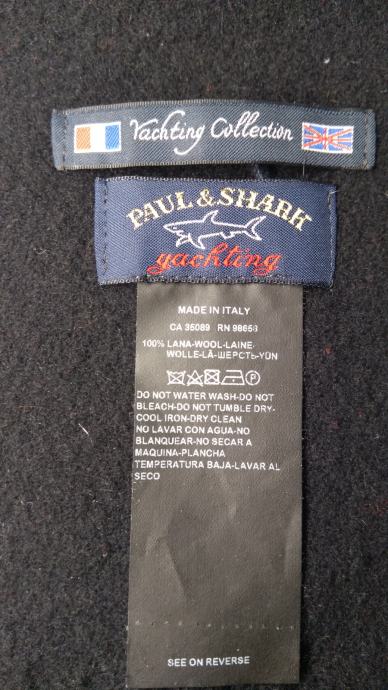 Yachting Collection
PAUL & SHARK
yachting
MADE IN ITALY
CA 35089 RN 98658
100% LANA-WOOL-LAINE-
WOLLE-LÃ-ШЕРСТЬ-YÜN
DO NOT WATER WASH-DO NOT
BLEACH-DO NOT TUMBLE DRY-
COOL IRON-DRY CLEAN
NO LAVAR CON AGUA-NO
BLANQUEAR-NO SECAR A
MAQUINA-PLANCHA
TEMPERATURA BAJA-LAVAR AL
SECO
SEE ON REVERSE